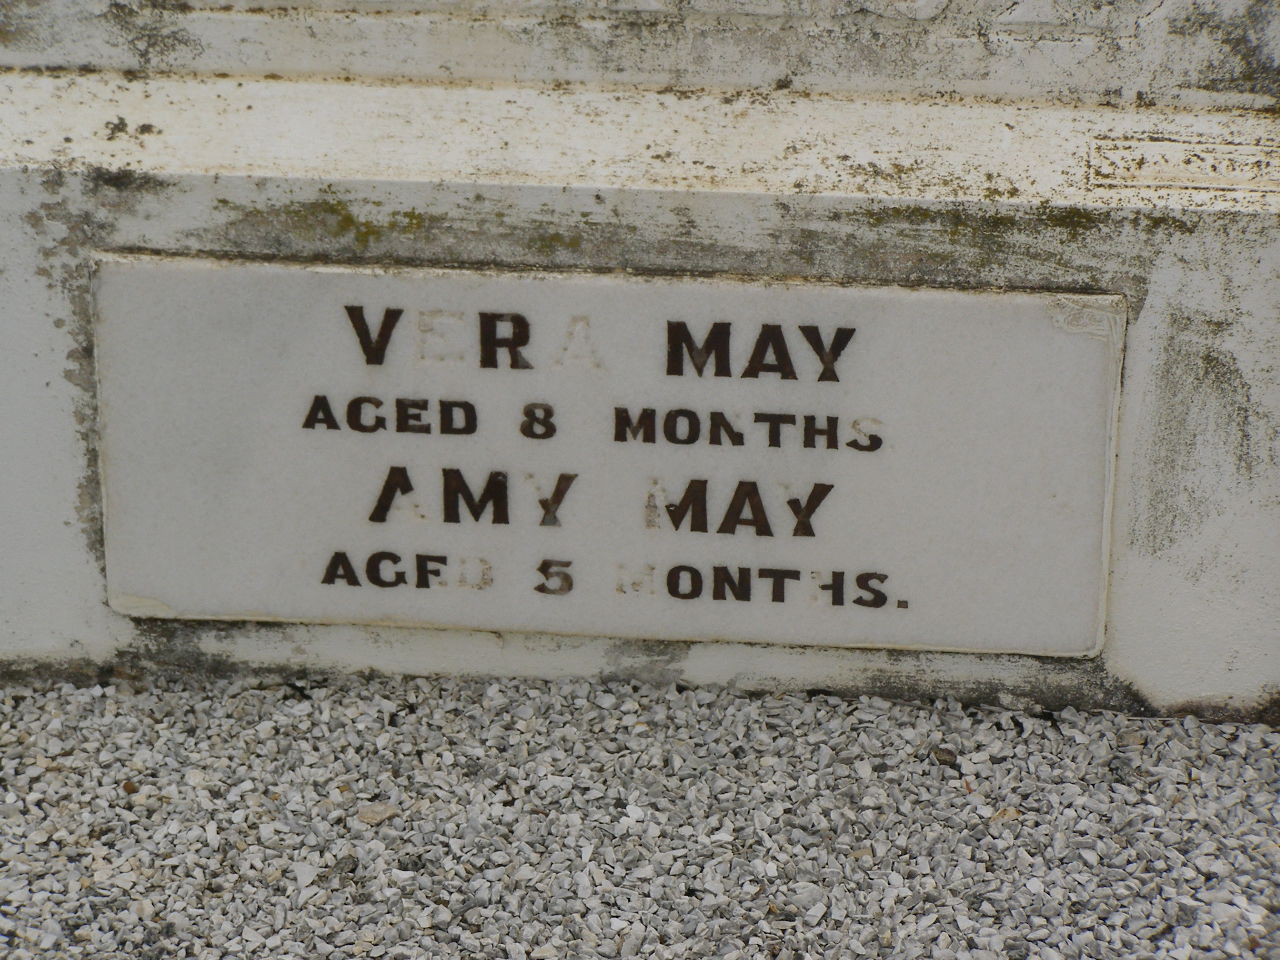 VERA MAY
AGED 8 MONTHS
AMY MAY
AGED 5 MONTHS.